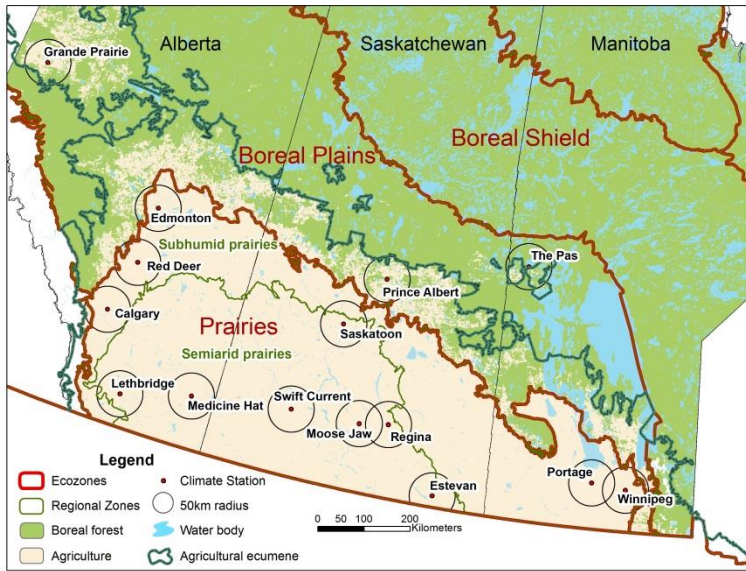 Alberta
Saskatchewan
Manitoba
Grande Prairie
Boreal Plains
Boreal Shield
Edmonton
Subhumid prairies
Red Deer
The Pas
Prince Albert
Calgary
Prairies
Saskatoon
Semiarid prairies
Lethbridge
Medicine Hat
Swift Current
Moose Jaw
Regina
Estevan
Portage
Winnipeg
Legend
Ecozones
Climate Station
Regional Zones
50km radius
Boreal forest
Water body
Agriculture
Agricultural ecumene
0 50 100 200
Kilometers